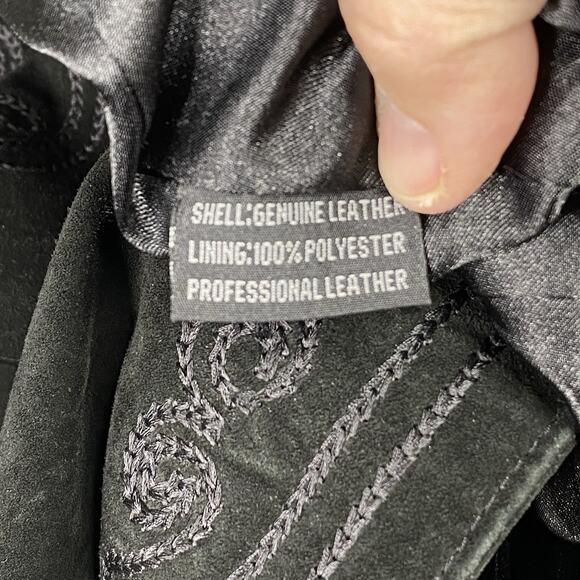 SHELL:GENUINE LEATHER
LINING:100% POLYESTER
PROFESSIONAL LEATHER